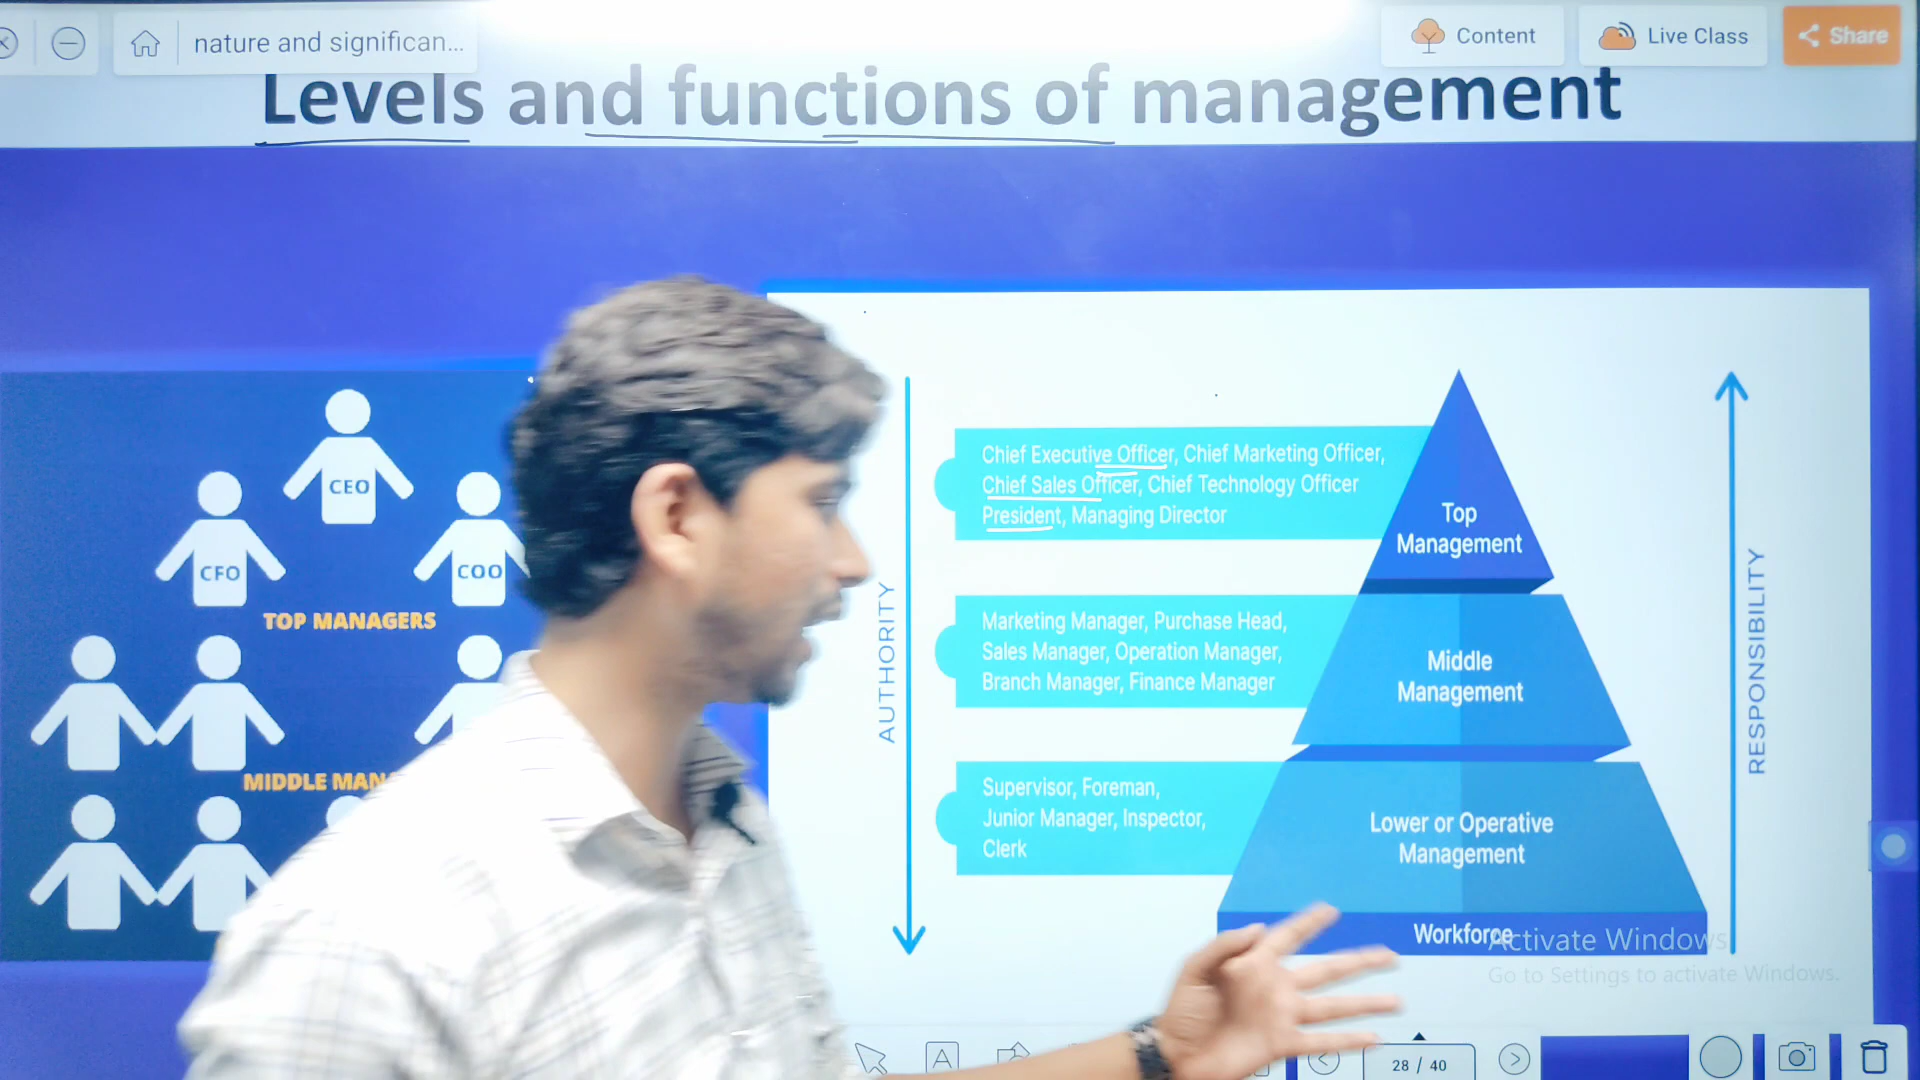 nature and significan...
Content
Live Class
Share
Levels and functions of management
CEO
CFO
COO
TOP MANAGERS
MIDDLE
AUTHORITY
Chief Executive Officer, Chief Marketing Officer,
Chief Sales Officer, Chief Technology Officer
President, Managing Director
Top
Management
Marketing Manager, Purchase Head,
Sales Manager, Operation Manager,
Branch Manager, Finance Manager
Middle
Management
Supervisor, Foreman,
Junior Manager, Inspector,
Clerk
Lower or Operative
Management
Workforce
RESPONSIBILITY
Activate Windows
Go to Settings to activate Windows.
A
28 / 40